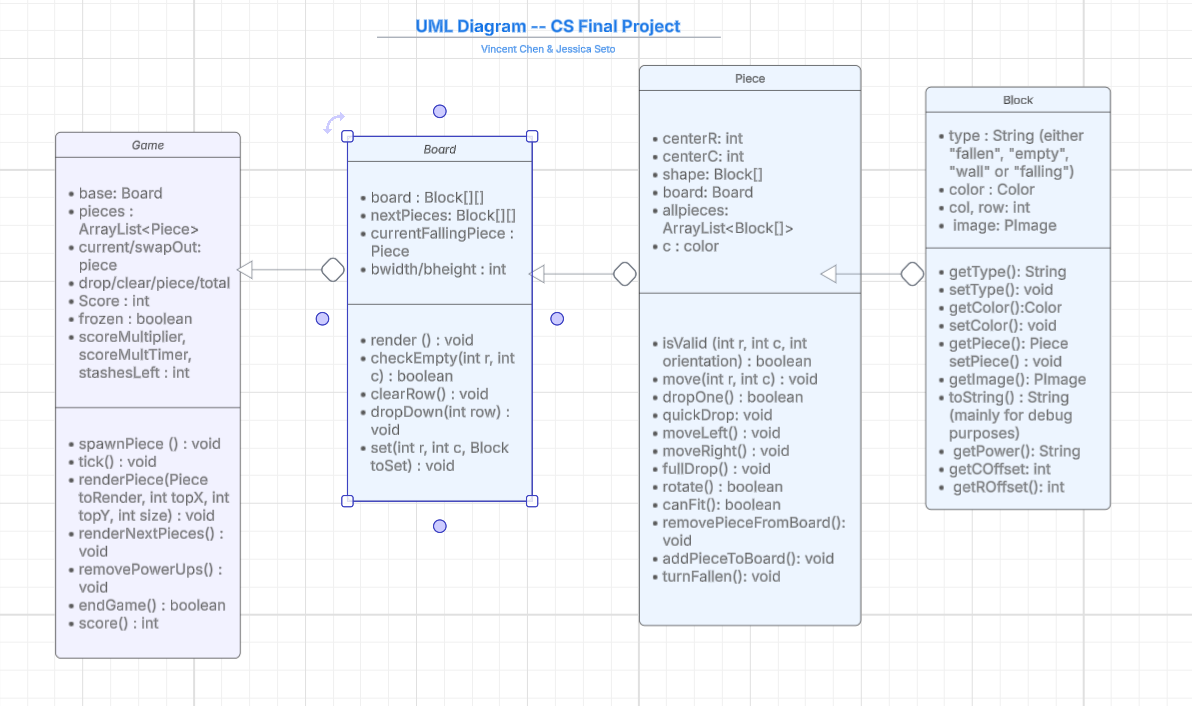 UML Diagram -- CS Final Project
Vincent Chen & Jessica Seto
Game
• base: Board
• pieces :
ArrayList<Piece>
• current/swapOut:
piece
• drop/clear/piece/total
• Score : int
• frozen : boolean
• scoreMultiplier,
scoreMultTimer,
stashesLeft : int
• spawnPiece () : void
• tick() : void
• renderPiece(Piece
toRender, int topX, int
topY, int size) : void
• renderNextPieces() :
void
• removePowerUps() :
void
• endGame() : boolean
• score() : int
Board
• board : Block[][]
• nextPieces: Block[][]
• currentFallingPiece :
Piece
• bwidth/bheight : int
• render () : void
• checkEmpty(int r, int
c) : boolean
• clearRow() : void
• dropDown(int row) :
void
• set(int r, int c, Block
toSet) : void
Piece
• centerR: int
• centerC: int
• shape: Block[]
• board: Board
• allpieces:
ArrayList<Block[]>
• c : color
• isValid (int r, int c, int
orientation) : boolean
• move(int r, int c) : void
• dropOne() : boolean
• quickDrop: void
• moveLeft() : void
• moveRight() : void
• fullDrop() : void
• rotate() : boolean
• canFit(): boolean
• removePieceFromBoard():
void
• addPieceToBoard(): void
• turnFallen(): void
Block
• type : String (either
"fallen", "empty",
"wall" or "falling")
• color : Color
• col, row: int
• image: PImage
• getType(): String
• setType(): void
• getColor():Color
• setColor(): void
• getPiece(): Piece
setPiece() : void
• getImage(): PImage
• toString() : String
(mainly for debug
purposes)
• getPower(): String
• getCOffset: int
• getROffset(): int